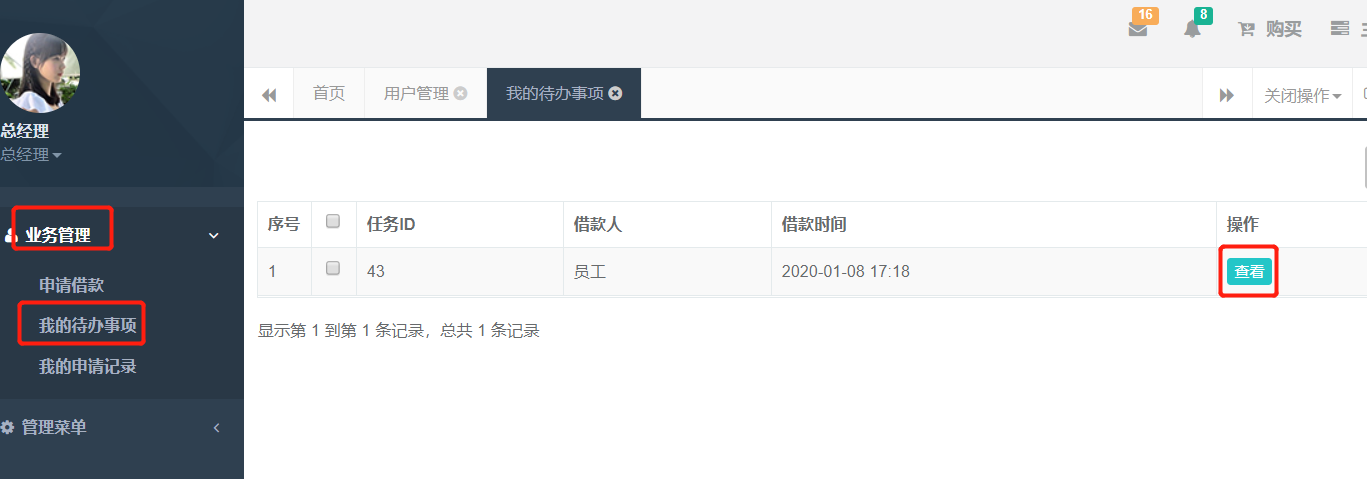 16
8
购买
总经理
总经理
首页
用户管理
我的待办事项
关闭操作
业务管理
申请借款
我的待办事项
我的申请记录
管理菜单
序号 任务ID 借款人 借款时间 操作
1 43 员工 2020-01-08 17:18 查看
显示第 1 到第 1 条记录，总共 1 条记录